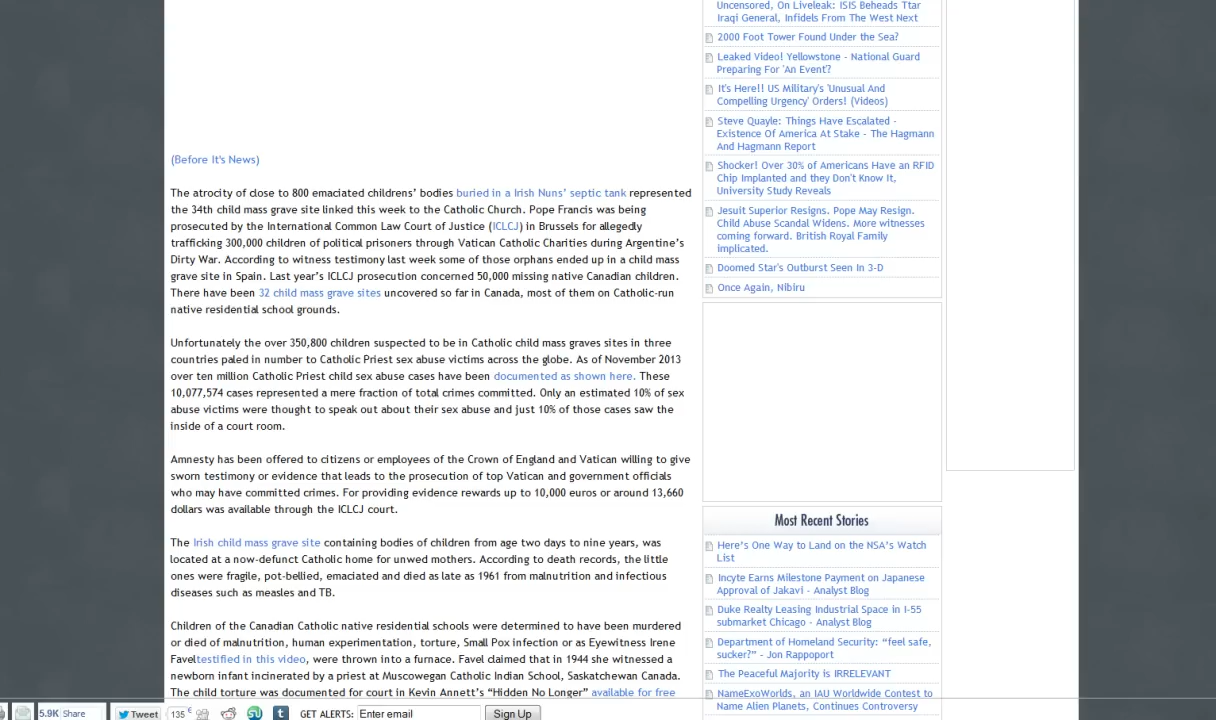 Uncensored, On Liveleak: ISIS Beheads Ttar
Iraqi General, Infidels From The West Next
2000 Foot Tower Found Under the Sea?
Leaked Video! Yellowstone - National Guard
Preparing For 'An Event'?
It's Here!! US Military's 'Unusual And
Compelling Urgency' Orders! (Videos)
Steve Quayle: Things Have Escalated -
Existence Of America At Stake - The Hagmann
And Hagmann Report
Shocker! Over 30% of Americans Have an RFID
Chip Implanted and they Don't Know It,
University Study Reveals
Jesuit Superior Resigns. Pope May Resign.
Child Abuse Scandal Widens. More witnesses
coming forward. British Royal Family
implicated.
Doomed Star's Outburst Seen In 3-D
Once Again, Nibiru
(Before It's News)
The atrocity of close to 800 emaciated childrens’ bodies buried in a Irish Nuns’ septic tank represented
the 34th child mass grave site linked this week to the Catholic Church. Pope Francis was being
prosecuted by the International Common Law Court of Justice (ICLCJ) in Brussels for allegedly
trafficking 300,000 children of political prisoners through Vatican Catholic Charities during Argentine’s
Dirty War. According to witness testimony last week some of those orphans ended up in a child mass
grave site in Spain. Last year’s ICLCJ prosecution concerned 50,000 missing native Canadian children.
There have been 32 child mass grave sites uncovered so far in Canada, most of them on Catholic-run
native residential school grounds.
Unfortunately the over 350,800 children suspected to be in Catholic child mass graves sites in three
countries paled in number to Catholic Priest sex abuse victims across the globe. As of November 2013
over ten million Catholic Priest child sex abuse cases have been documented as shown here. These
10,077,574 cases represented a mere fraction of total crimes committed. Only an estimated 10% of sex
abuse victims were thought to speak out about their sex abuse and just 10% of those cases saw the
inside of a court room.
Amnesty has been offered to citizens or employees of the Crown of England and Vatican willing to give
sworn testimony or evidence that leads to the prosecution of top Vatican and government officials
who may have committed crimes. For providing evidence rewards up to 10,000 euros or around 13,660
dollars was available through the ICLCJ court.
The Irish child mass grave site containing bodies of children from age two days to nine years, was
located at a now-defunct Catholic home for unwed mothers. According to death records, the little
ones were fragile, pot-bellied, emaciated and died as late as 1961 from malnutrition and infectious
diseases such as measles and TB.
Children of the Canadian Catholic native residential schools were determined to have been murdered
or died of malnutrition, human experimentation, torture, Small Pox infection or as Eyewitness Irene
Faveltestified in this video, were thrown into a furnace. Favel claimed that in 1944 she witnessed a
newborn infant incinerated by a priest at Muscowegan Catholic Indian School, Saskatchewan Canada.
The child torture was documented for court in Kevin Annett’s “Hidden No Longer” available for free
Most Recent Stories
Here’s One Way to Land on the NSA’s Watch
List
Incyte Earns Milestone Payment on Japanese
Approval of Jakavi - Analyst Blog
Duke Realty Leasing Industrial Space in I-55
submarket Chicago - Analyst Blog
Department of Homeland Security: “feel safe,
sucker?” - Jon Rappoport
The Peaceful Majority is IRRELEVANT
NameExoWorlds, an IAU Worldwide Contest to
Name Alien Planets, Continues Controversy
5.9K Share Tweet 135 GET ALERTS: Enter email Sign Up